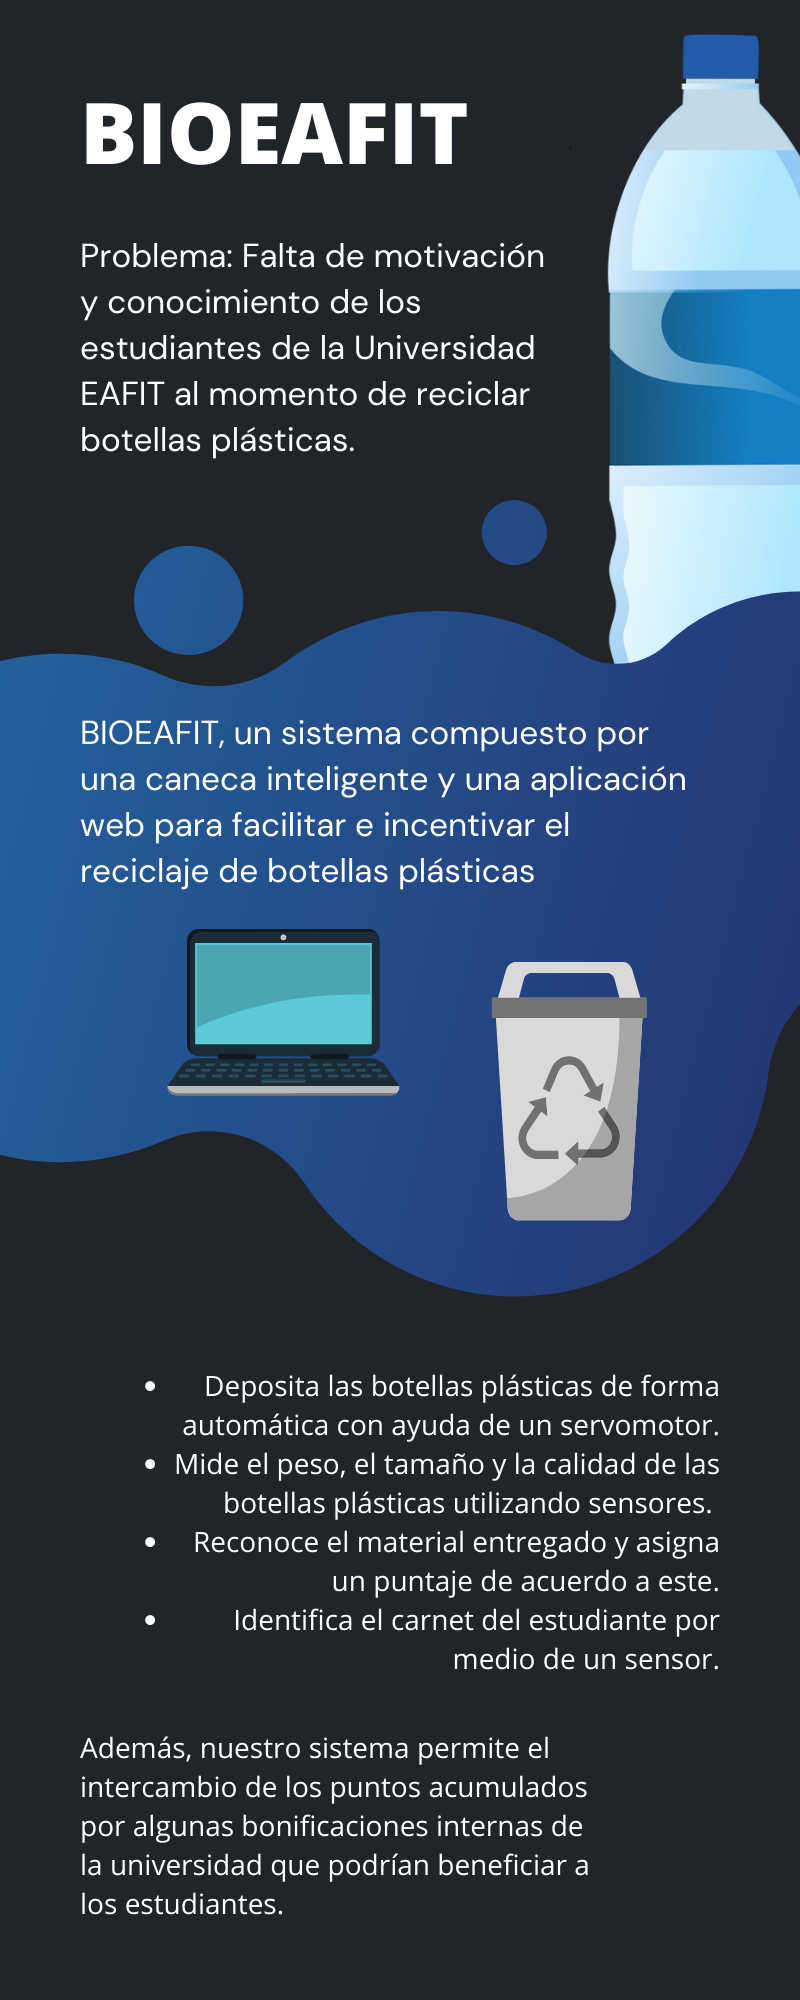 BIOEAFIT
Problema: Falta de motivación
y conocimiento de los
estudiantes de la Universidad
EAFIT al momento de reciclar
botellas plásticas.
BIOEAFIT, un sistema compuesto por
una caneca inteligente y una aplicación
web para facilitar e incentivar el
reciclaje de botellas plásticas
• Deposita las botellas plásticas de forma
automática con ayuda de un servomotor.
• Mide el peso, el tamaño y la calidad de las
botellas plásticas utilizando sensores.
• Reconoce el material entregado y asigna
un puntaje de acuerdo a este.
• Identifica el carnet del estudiante por
medio de un sensor.
Además, nuestro sistema permite el
intercambio de los puntos acumulados
por algunas bonificaciones internas de
la universidad que podrían beneficiar a
los estudiantes.